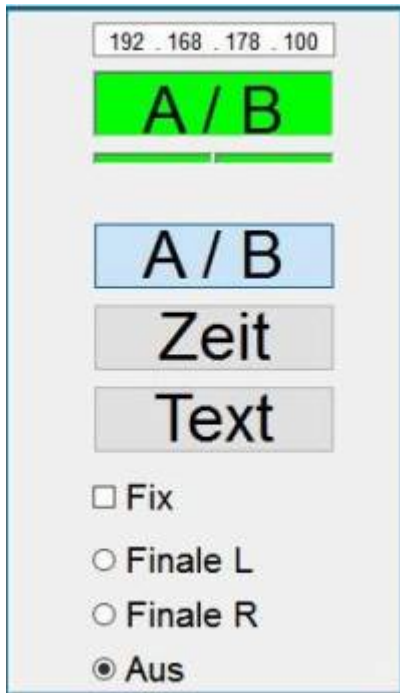 192 . 168 . 178 . 100
A / B
A / B
Zeit
Text
Fix
Finale L
Finale R
Aus